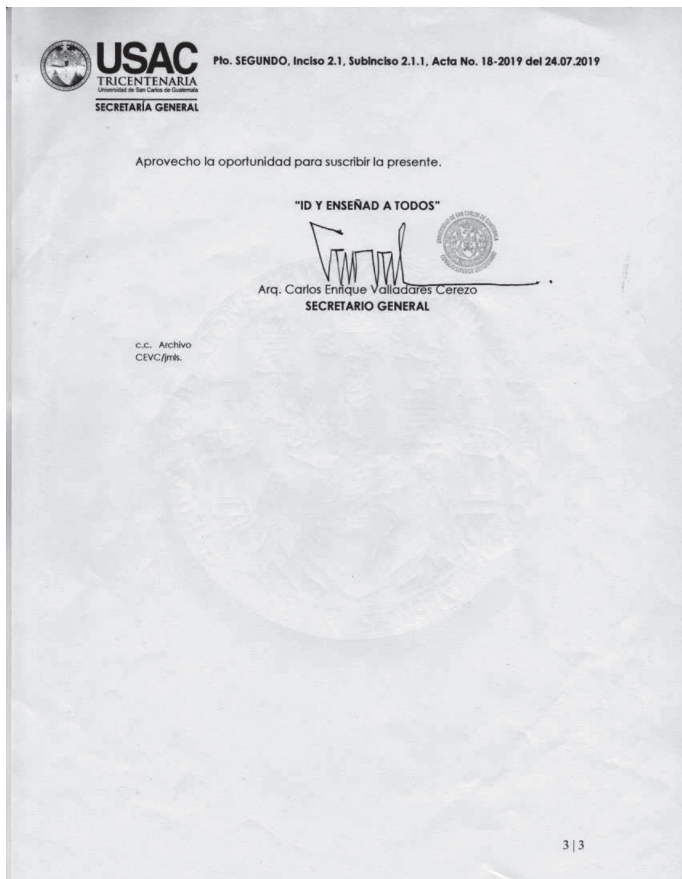 USAC
TRICENTENARIA
Universidad de San Carlos de Guatemala
SECRETARÍA GENERAL
Pto. SEGUNDO, Inciso 2.1, Subinciso 2.1.1, Acta No. 18-2019 del 24.07.2019
Aprovecho la oportunidad para suscribir la presente.
"ID Y ENSEÑAD A TODOS"
Arq. Carlos Enrique Valladares Cerezo
SECRETARIO GENERAL
c.c. Archivo
CEVC/jmls.
3|3